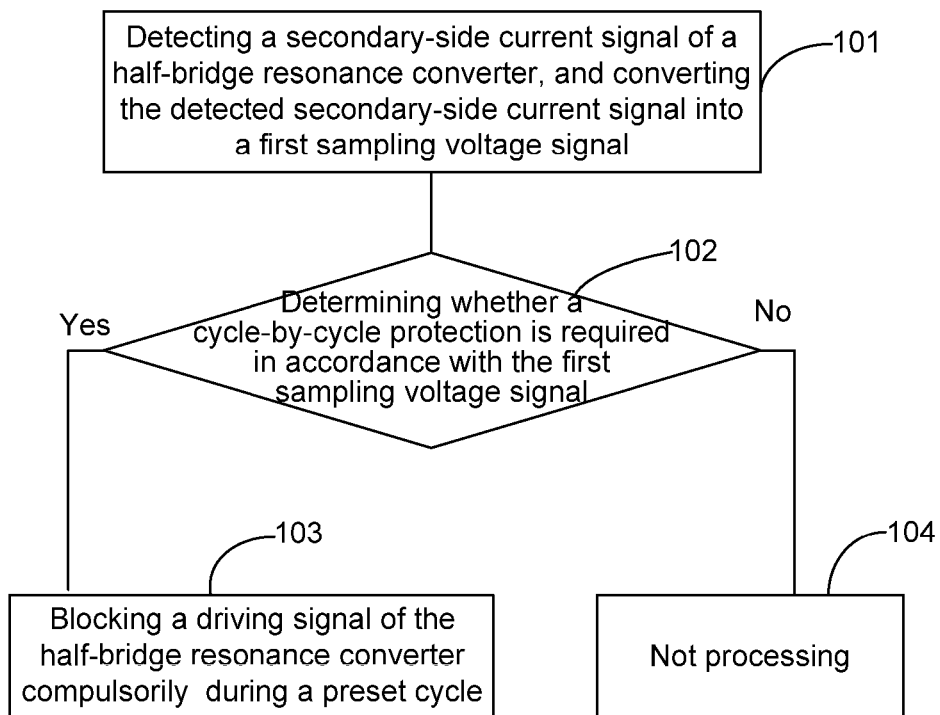 Detecting a secondary-side current signal of a
half-bridge resonance converter, and converting
the detected secondary-side current signal into
a first sampling voltage signal
101
102
Determining whether a
cycle-by-cycle protection is required
in accordance with the first
sampling voltage signal
Yes
No
103
Blocking a driving signal of the
half-bridge resonance converter
compulsorily during a preset cycle
104
Not processing